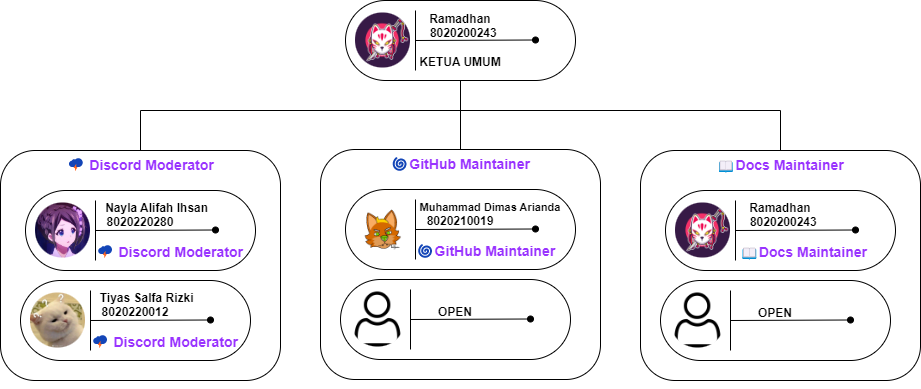 Ramadhan
8020200243
KETUA UMUM
🌩 Discord Moderator
Nayla Alifah Ihsan
8020220280
🌩 Discord Moderator
Tiyas Salfa Rizki
8020220012
🌩 Discord Moderator
🌀GitHub Maintainer
Muhammad Dimas Arianda
8020210019
🌀GitHub Maintainer
OPEN
📖Docs Maintainer
Ramadhan
8020200243
📖Docs Maintainer
OPEN